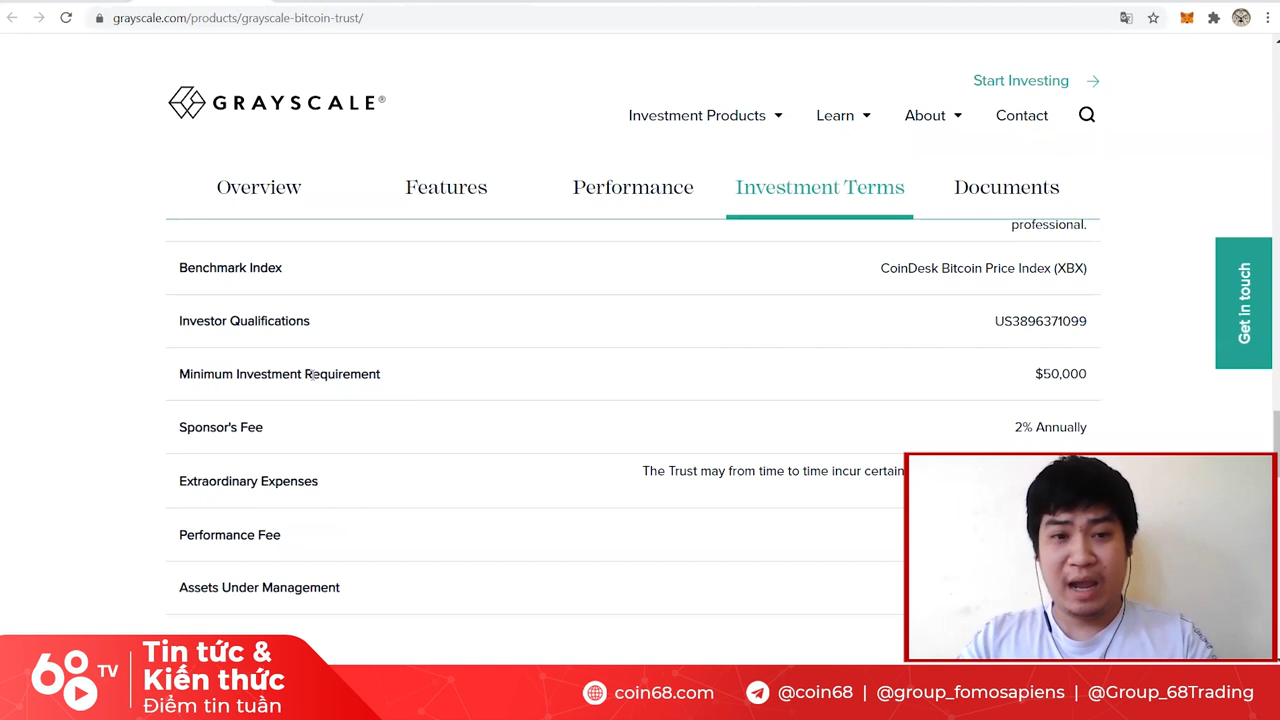 grayscale.com/products/grayscale-bitcoin-trust/
Start Investing
GRAYSCALE®
Investment Products
Learn
About
Contact
Overview
Features
Performance
Investment Terms
Documents
professional.
Benchmark Index
CoinDesk Bitcoin Price Index (XBX)
Investor Qualifications
US3896371099
Minimum Investment Requirement
$50,000
Sponsor's Fee
2% Annually
Extraordinary Expenses
The Trust may from time to time incur certain
Performance Fee
Assets Under Management
Get in touch
68 TV
Tin tức &
Kiến thức
Điểm tin tuần
coin68.com
@coin68 | @group_fomosapiens | @Group_68Trading